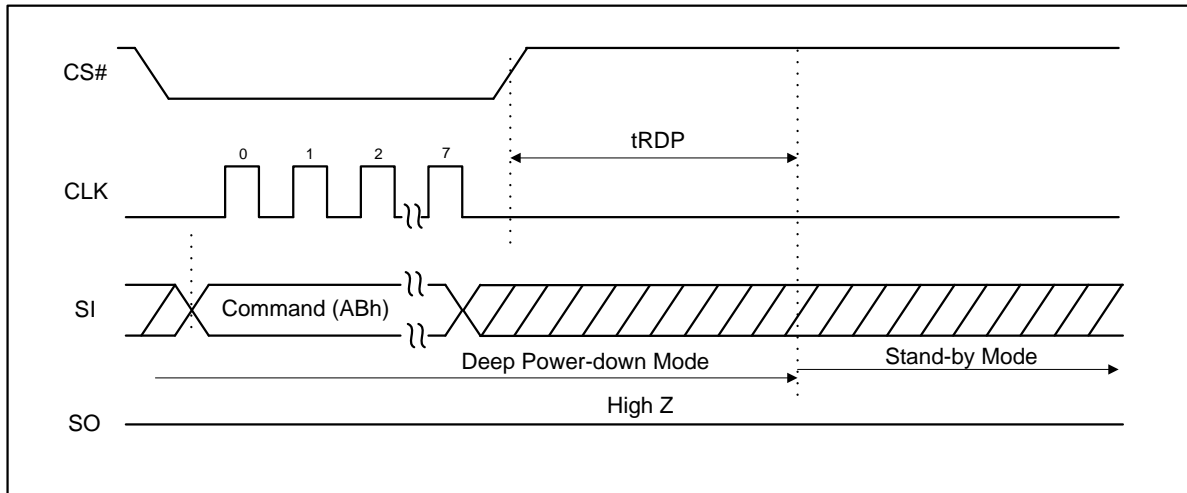 CS#
tRDP
0 1 2 7
CLK
SI
Command (ABh)
Deep Power-down Mode
Stand-by Mode
High Z
SO